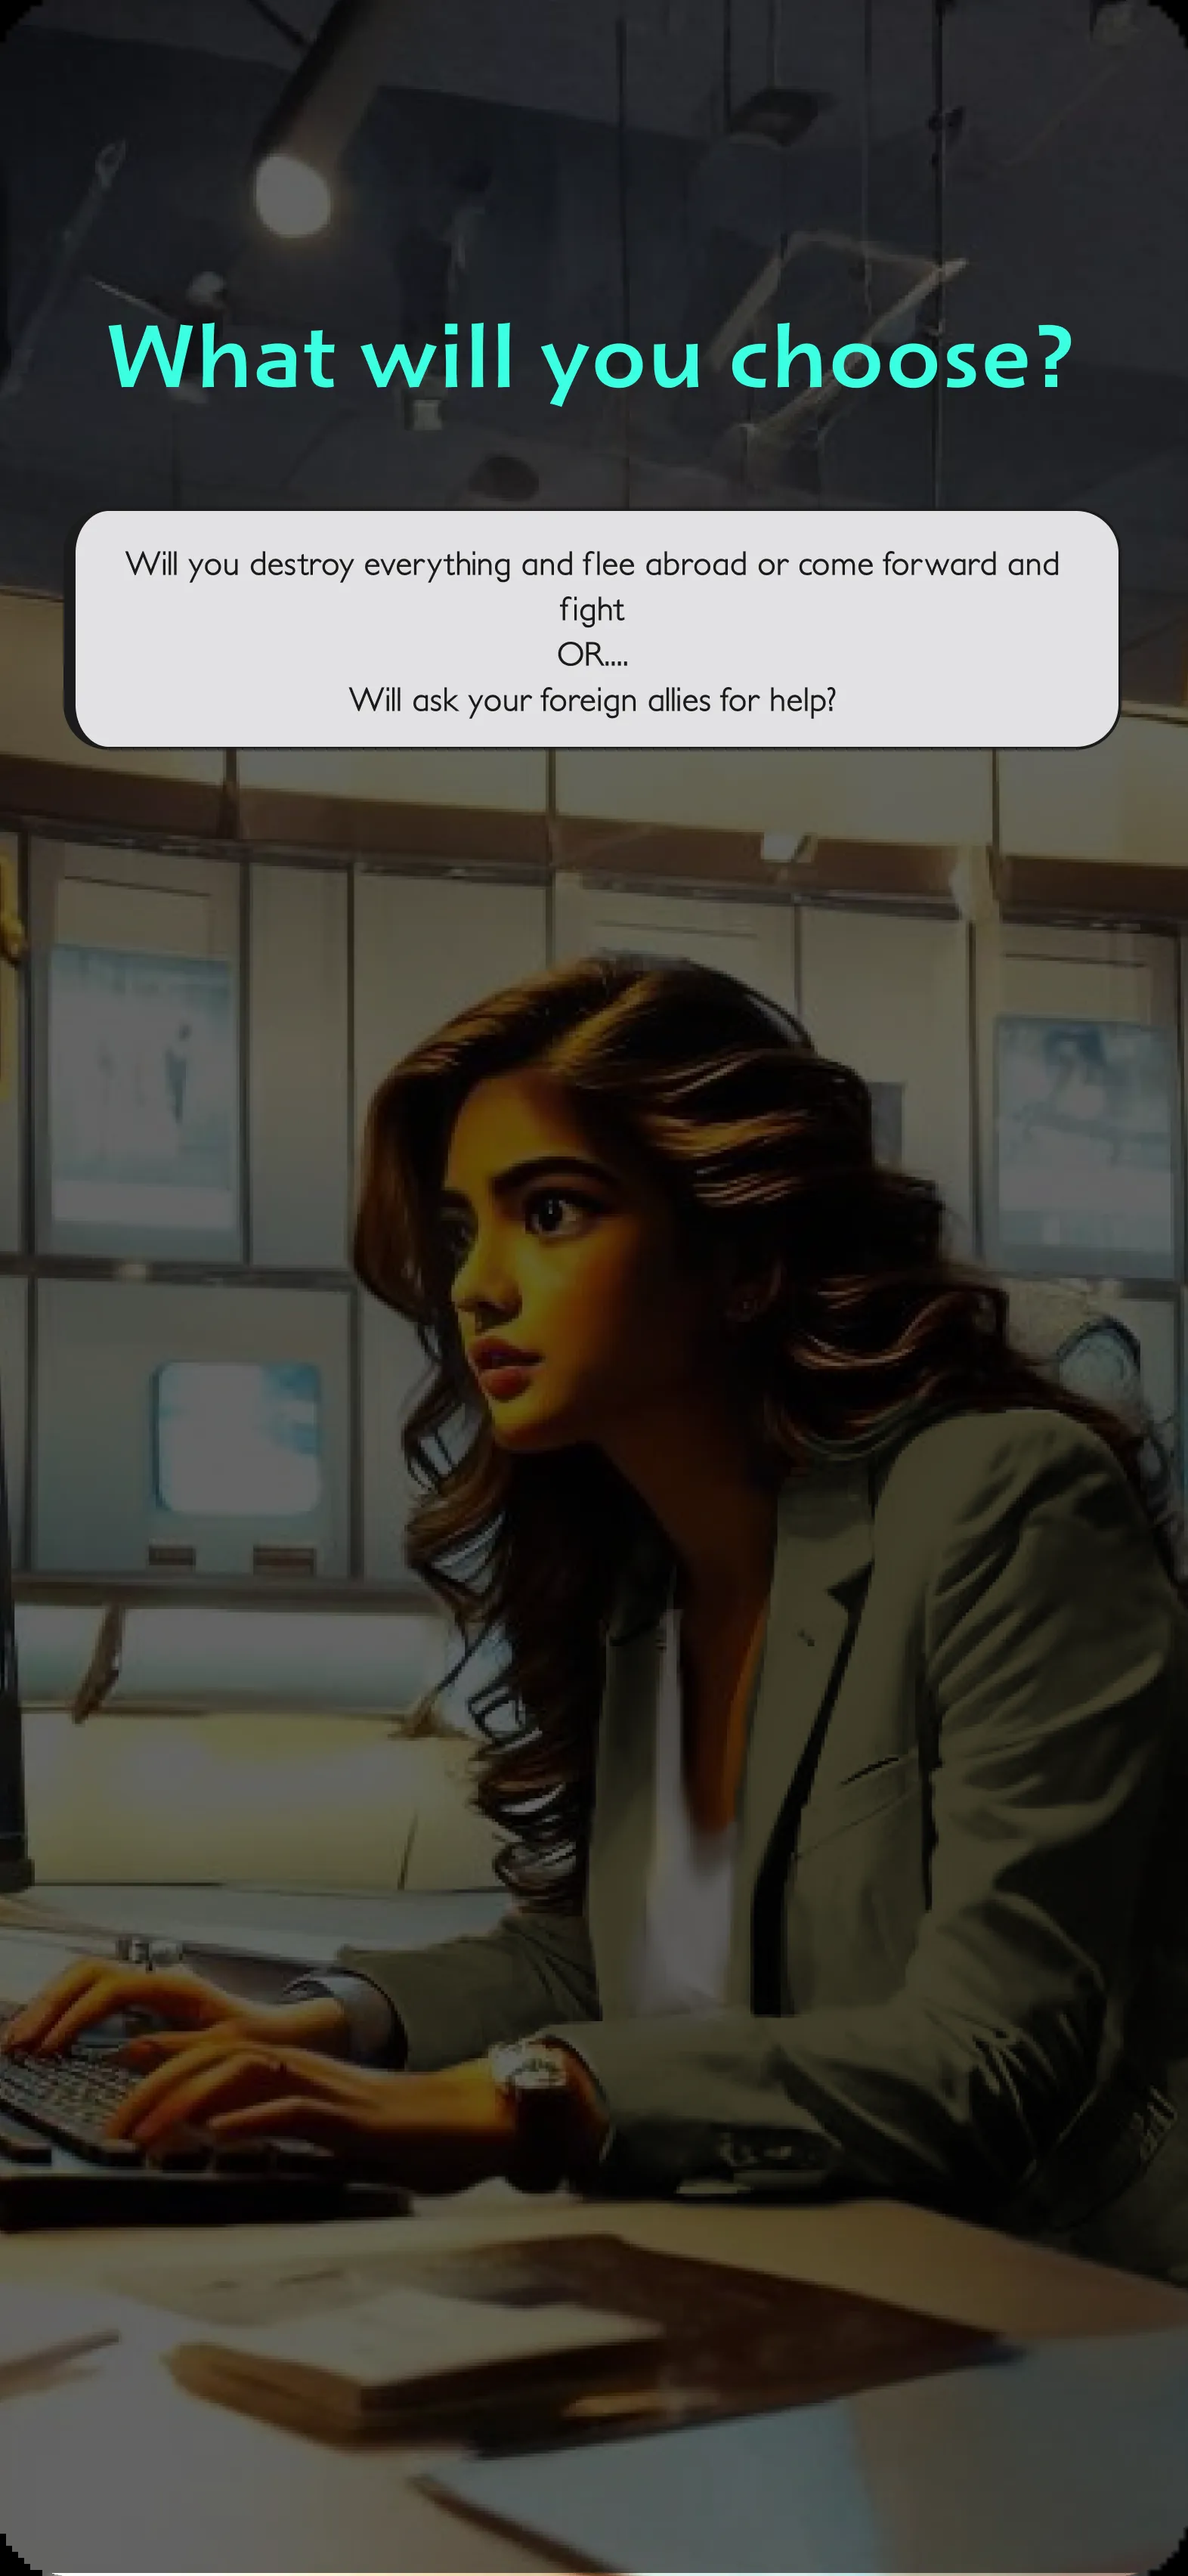 What will you choose?
Will you destroy everything and flee abroad or come forward and
fight
OR....
Will ask your foreign allies for help?